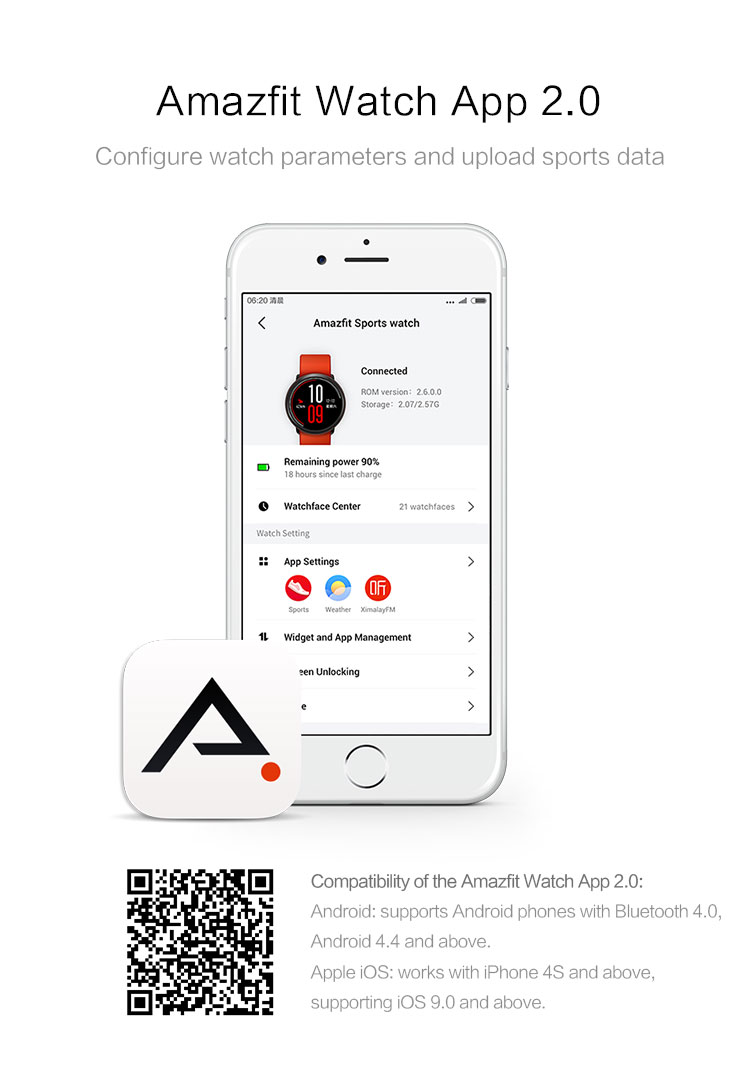 Amazfit Watch App 2.0
Configure watch parameters and upload sports data
06:20 清晨
Amazfit Sports watch
Connected
ROM version： 2.6.0.0
Storage： 2.07/2.57G
10
09
Remaining power 90%
18 hours since last charge
Watchface Center 21 watchfaces
Watch Setting
App Settings
听
Sports Weather XimalayFM
Widget and App Management
een Unlocking
e
Compatibility of the Amazfit Watch App 2.0:
Android: supports Android phones with Bluetooth 4.0,
Android 4.4 and above.
Apple iOS: works with iPhone 4S and above,
supporting iOS 9.0 and above.